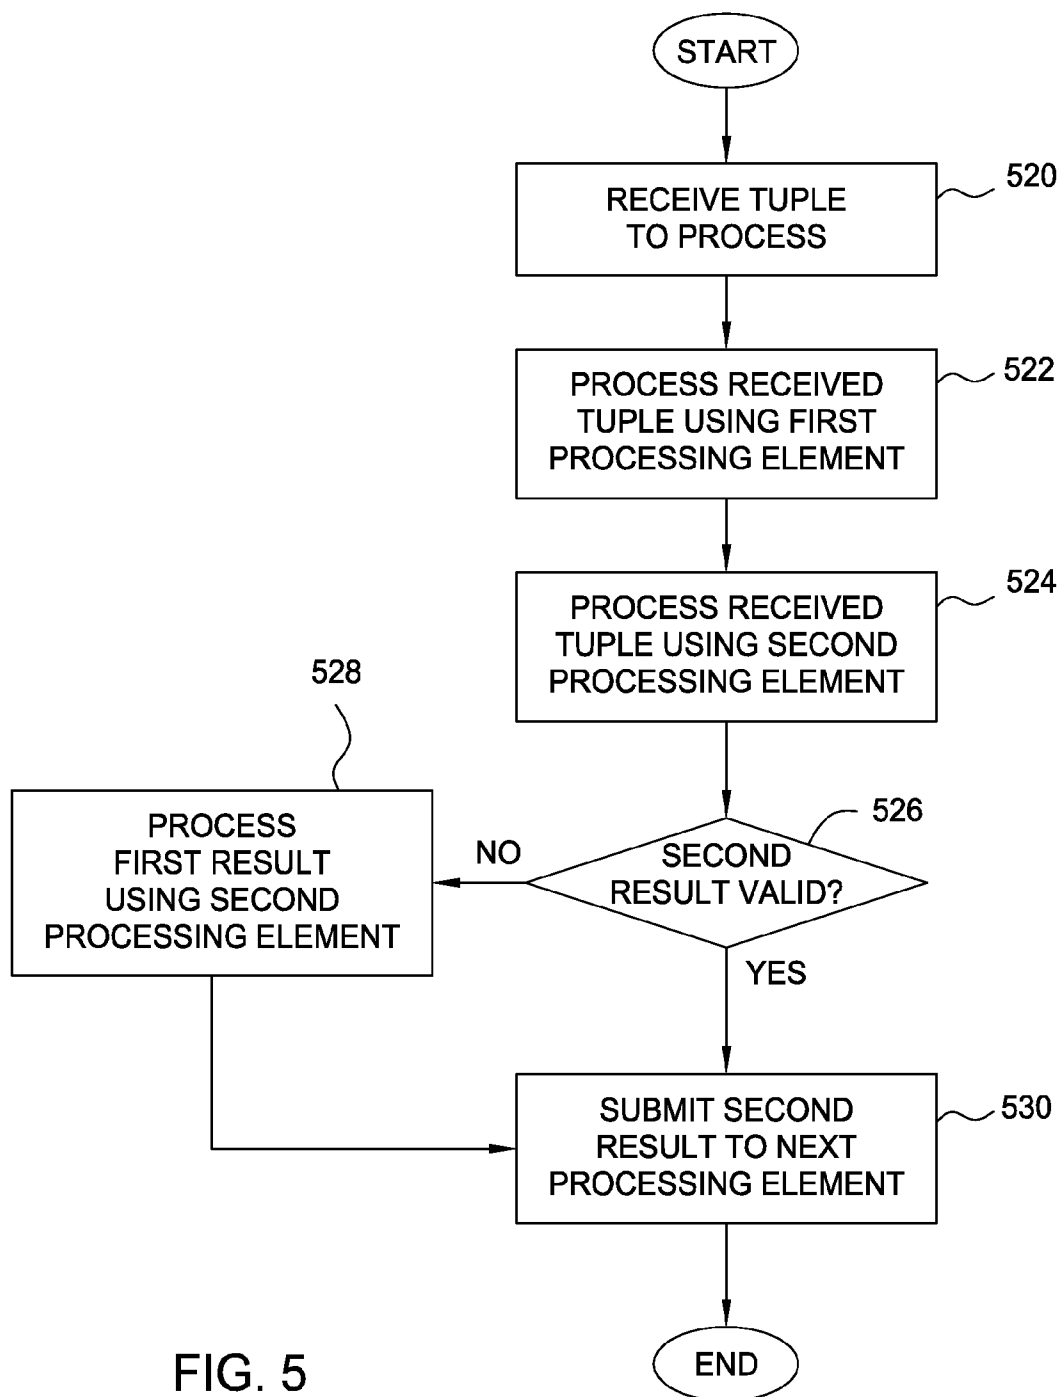 START
520
RECEIVE TUPLE
TO PROCESS
522
PROCESS RECEIVED
TUPLE USING FIRST
PROCESSING ELEMENT
524
PROCESS RECEIVED
TUPLE USING SECOND
PROCESSING ELEMENT
526
SECOND
RESULT VALID?
NO
528
PROCESS
FIRST RESULT
USING SECOND
PROCESSING ELEMENT
YES
530
SUBMIT SECOND
RESULT TO NEXT
PROCESSING ELEMENT
END
FIG. 5